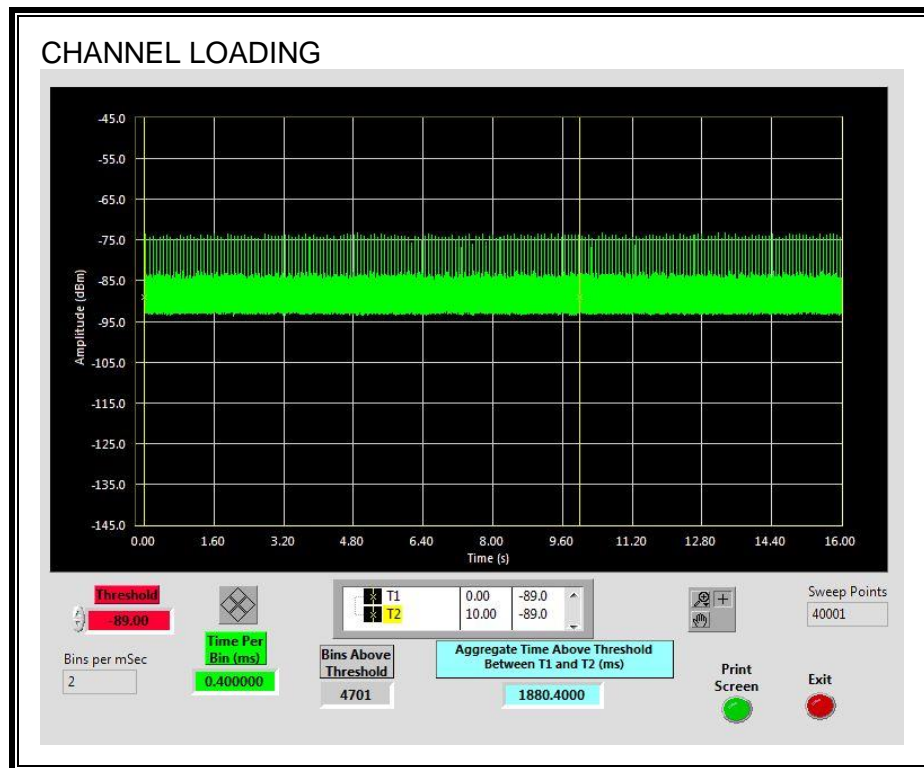 CHANNEL LOADING
-45.0
-55.0
-65.0
-75.0
-85.0
-95.0
-105.0
-115.0
-125.0
-135.0
-145.0
Amplitude (dBm)
0.00 1.60 3.20 4.80 6.40 8.00 9.60 11.20 12.80 14.40 16.00
Time (s)
Threshold
-89.00
Bins per mSec
2
Time Per
Bin (ms)
0.400000
T1 0.00 -89.0
T2 10.00 -89.0
Bins Above
Threshold
4701
Aggregate Time Above Threshold
Between T1 and T2 (ms)
1880.4000
Sweep Points
40001
Print
Screen
Exit